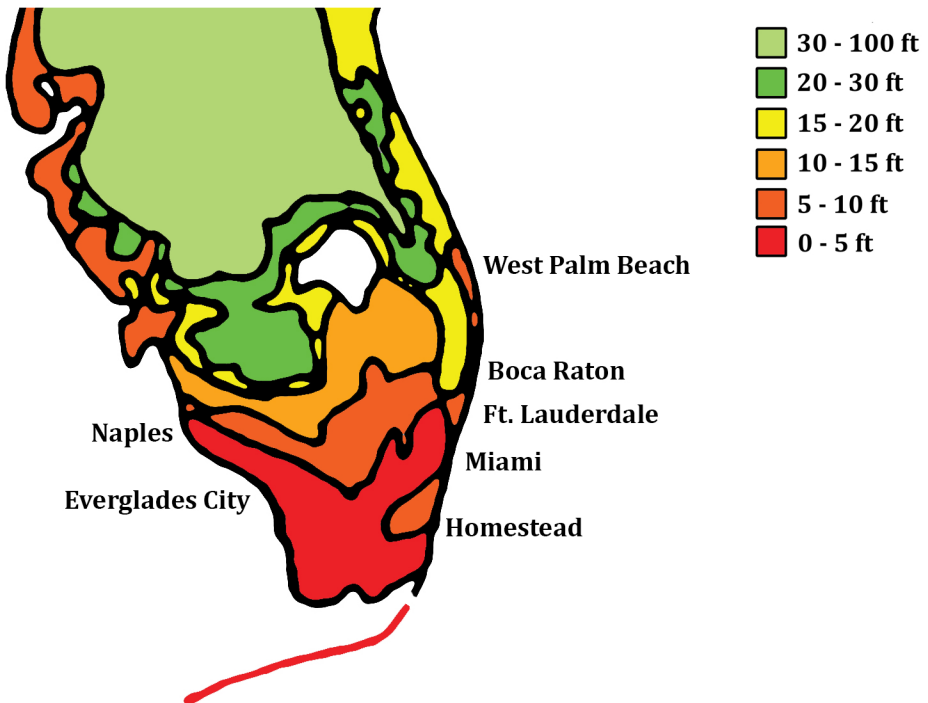 30 - 100 ft
20 - 30 ft
15 - 20 ft
10 - 15 ft
5 - 10 ft
0 - 5 ft
West Palm Beach
Boca Raton
Ft. Lauderdale
Naples
Miami
Everglades City
Homestead